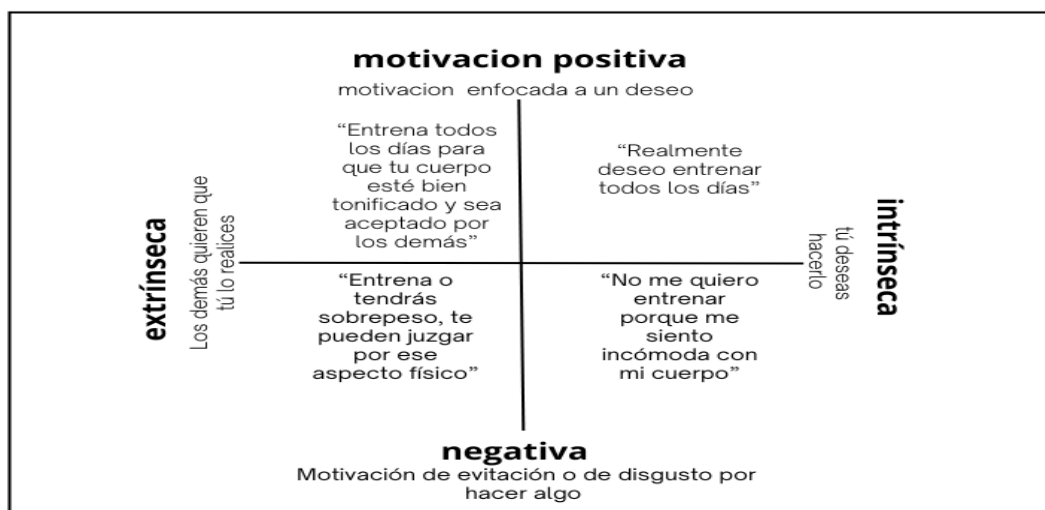 motivacion positiva
motivacion enfocada a un deseo
“Entrena todos
los días para
que tu cuerpo
esté bien
tonificado y sea
aceptado por
los demás”
“Realmente
deseo entrenar
todos los días”
extrínseca
Los demás quieren que
tú lo realices
intrínseca
tú deseas
hacerlo
“Entrena o
tendrás
sobrepeso, te
pueden juzgar
por ese
aspecto físico”
“No me quiero
entrenar
porque me
siento
incómoda con
mi cuerpo”
negativa
Motivación de evitación o de disgusto por
hacer algo